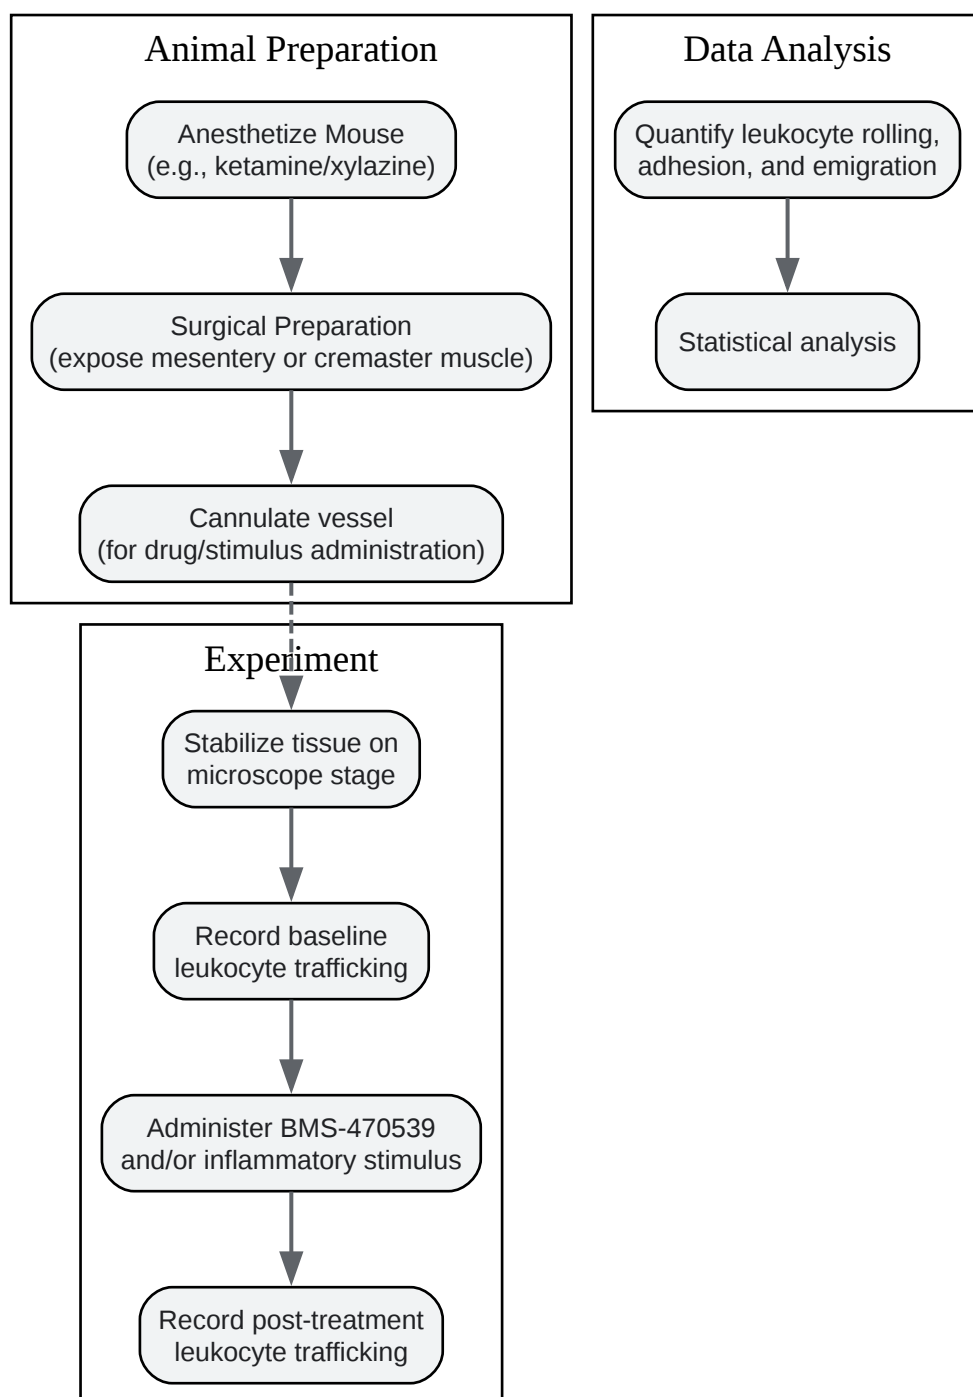 Animal Preparation
Anesthetize Mouse
(e.g., ketamine/xylazine)
Surgical Preparation
(expose mesentery or cremaster muscle)
Cannulate vessel
(for drug/stimulus administration)
Experiment
Stabilize tissue on
microscope stage
Record baseline
leukocyte trafficking
Administer BMS-470539
and/or inflammatory stimulus
Record post-treatment
leukocyte trafficking
Data Analysis
Quantify leukocyte rolling,
adhesion, and emigration
Statistical analysis